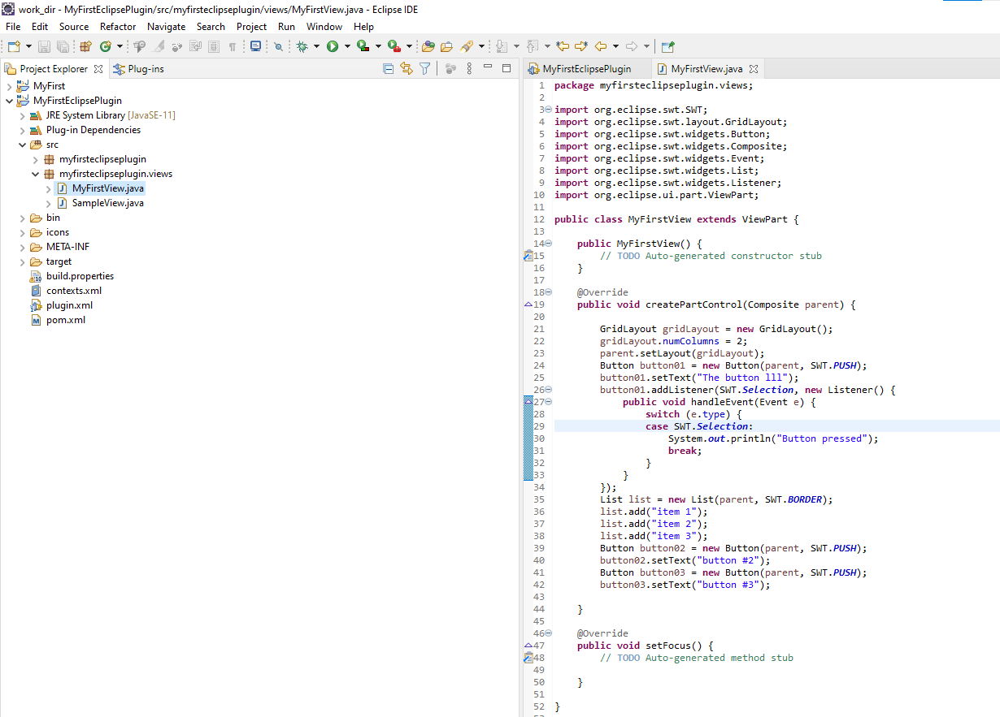 work_dir - MyFirstEclipsePlugin/src/myfirsteclipseplugin/views/MyFirstView.java - Eclipse IDE
File Edit Source Refactor Navigate Search Project Run Window Help
Project Explorer Plug-ins
MyFirst
MyFirstEclipsePlugin
JRE System Library [JavaSE-11]
Plug-in Dependencies
src
myfirsteclipseplugin
myfirsteclipseplugin.views
MyFirstView.java
SampleView.java
bin
icons
META-INF
target
build.properties
contexts.xml
plugin.xml
pom.xml
MyFirstEclipsePlugin MyFirstView.java
1 package myfirsteclipseplugin.views;
2
3 import org.eclipse.swt.SWT;
4 import org.eclipse.swt.layout.GridLayout;
5 import org.eclipse.swt.widgets.Button;
6 import org.eclipse.swt.widgets.Composite;
7 import org.eclipse.swt.widgets.Event;
8 import org.eclipse.swt.widgets.List;
9 import org.eclipse.swt.widgets.Listener;
10 import org.eclipse.ui.part.ViewPart;
11
12 public class MyFirstView extends ViewPart {
13
14 public MyFirstView() {
15 // TODO Auto-generated constructor stub
16 }
17
18 @Override
19 public void createPartControl(Composite parent) {
20
21 GridLayout gridLayout = new GridLayout();
22 gridLayout.numColumns = 2;
23 parent.setLayout(gridLayout);
24 Button button01 = new Button(parent, SWT.PUSH);
25 button01.setText("The button lll");
26 button01.addListener(SWT.Selection, new Listener() {
27 public void handleEvent(Event e) {
28 switch (e.type) {
29 case SWT.Selection:
30 System.out.println("Button pressed");
31 break;
32 }
33 }
34 });
35 List list = new List(parent, SWT.BORDER);
36 list.add("item 1");
37 list.add("item 2");
38 list.add("item 3");
39 Button button02 = new Button(parent, SWT.PUSH);
40 button02.setText("button #2");
41 Button button03 = new Button(parent, SWT.PUSH);
42 button03.setText("button #3");
43
44 }
45
46 @Override
47 public void setFocus() {
48 // TODO Auto-generated method stub
49
50 }
51
52 }